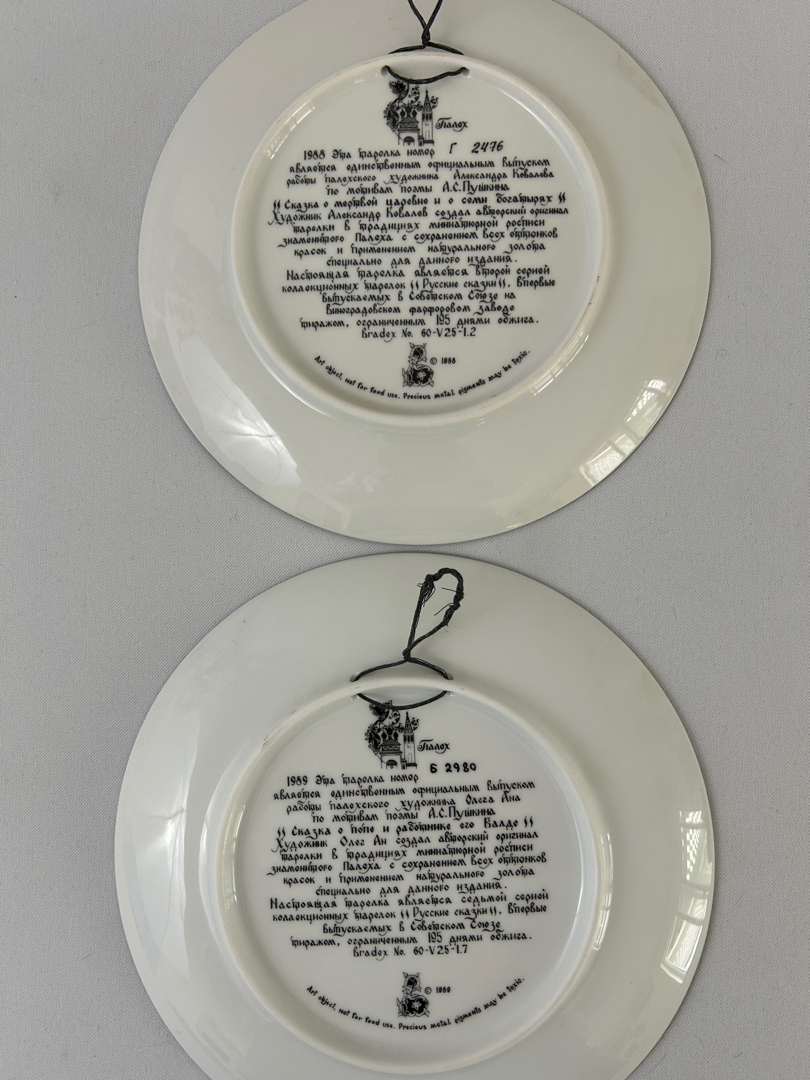 Палех
1988 Эта тарелка номер Г 2476
является единственным официальным выпуском
работы палехского художника Александра Ковалева
по мотивам поэмы А.С.Пушкина
"Сказка о мертвой царевне и о семи богатырях"
Художник Александр Ковалев создал авторский оригинал
тарелки в традициях миниатюрной росписи
знаменитого Палеха с сохранением всех оттенков
красок и применением натурального золота
специально для данного издания.
Настоящая тарелка является второй серией
коллекционных тарелок "Русские сказки", впервые
выпускаемых в Советском Союзе на
Виноградовском фарфоровом заводе
тиражом, ограниченным 195 днями обжига.
Bradex No. 60-V25-1.2
© 1988
Art object, not for food use. Precious metal pigments may be toxic.
Палех
1989 Эта тарелка номер Б 2980
является единственным официальным выпуском
работы палехского художника Олега Ана
по мотивам поэмы А.С.Пушкина
"Сказка о попе и работнике его Балде"
Художник Олег Ан создал авторский оригинал
тарелки в традициях миниатюрной росписи
знаменитого Палеха с сохранением всех оттенков
красок и применением натурального золота
специально для данного издания.
Настоящая тарелка является седьмой серией
коллекционных тарелок "Русские сказки", впервые
выпускаемых в Советском Союзе
тиражом, ограниченным 195 днями обжига.
Bradex No. 60-V25-1.7
© 1989
Art object, not for food use. Precious metal pigments may be toxic.